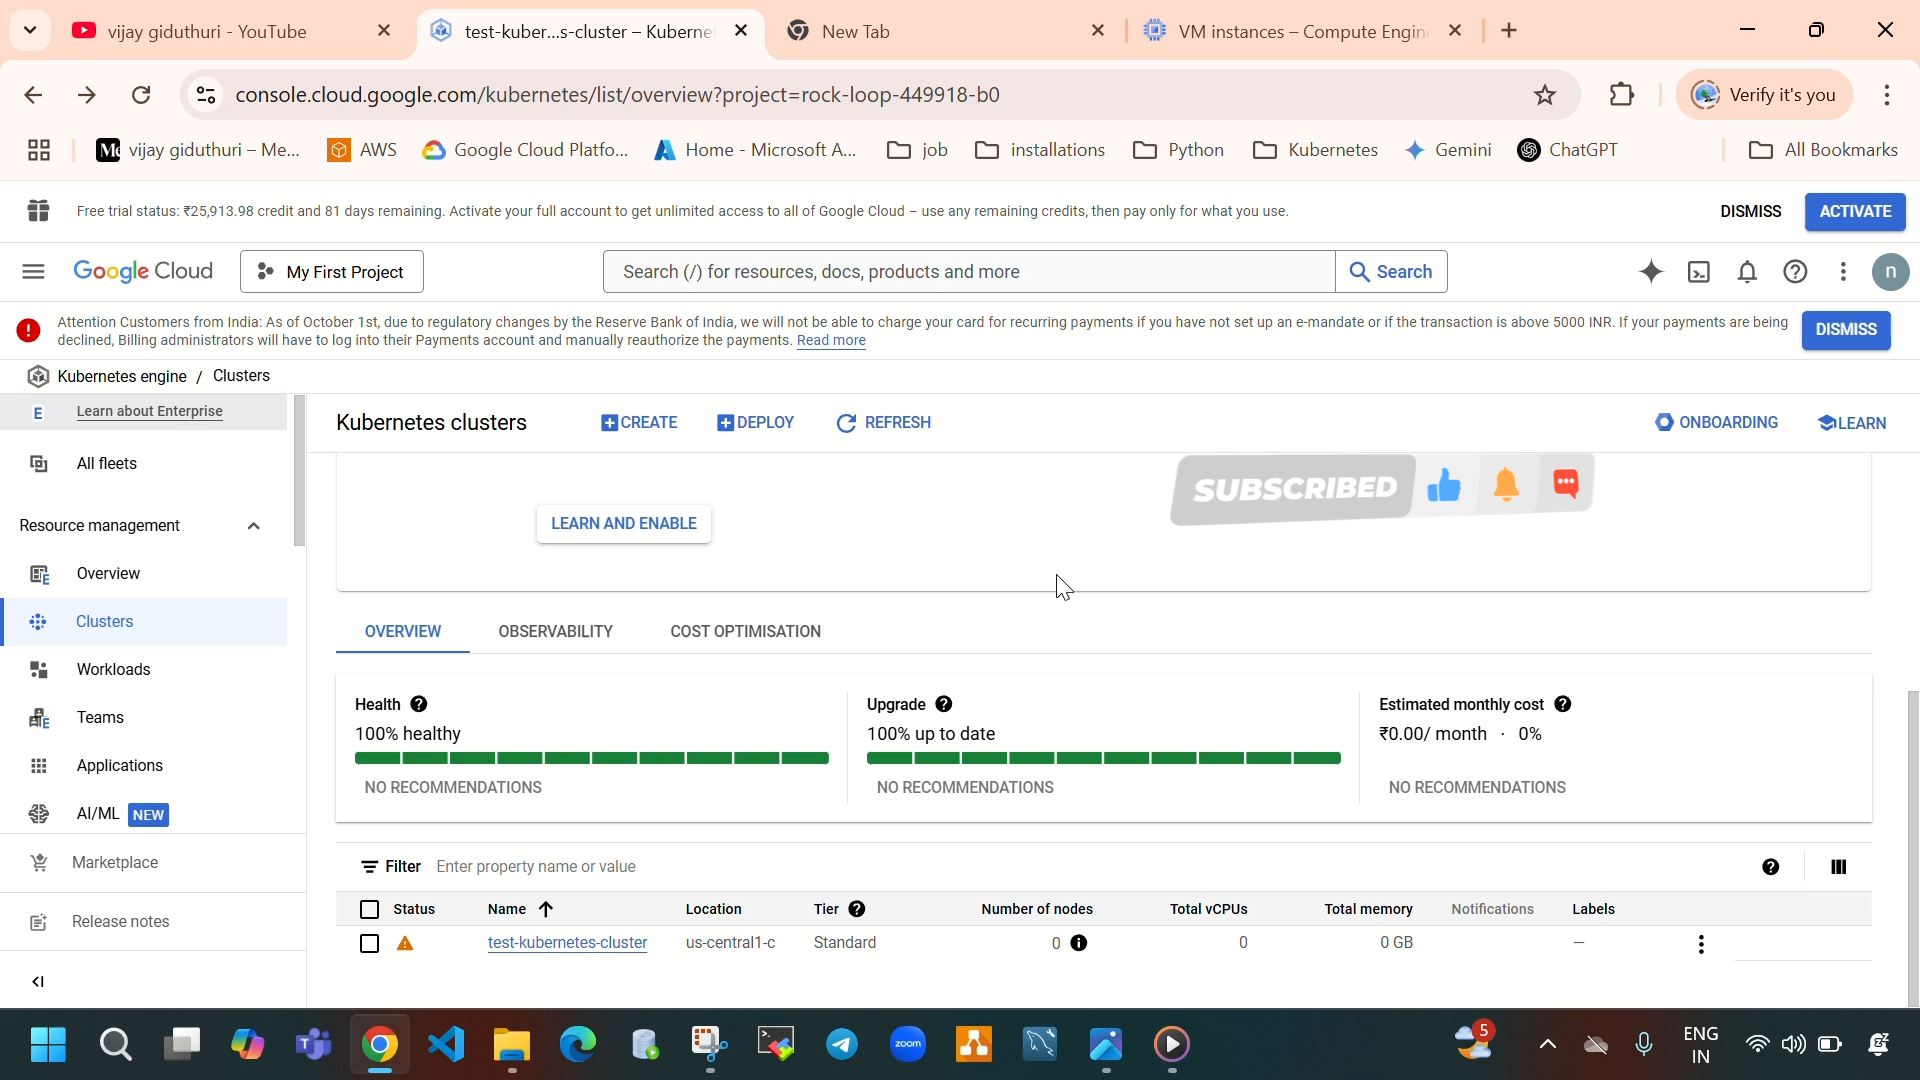 vijay giduthuri - YouTube
test-kuber...s-cluster – Kuberne
New Tab
VM instances – Compute Engin
console.cloud.google.com/kubernetes/list/overview?project=rock-loop-449918-b0
Verify it's you
vijay giduthuri – Me...
AWS
Google Cloud Platfo...
Home - Microsoft A...
job
installations
Python
Kubernetes
Gemini
ChatGPT
All Bookmarks
Free trial status: ₹25,913.98 credit and 81 days remaining. Activate your full account to get unlimited access to all of Google Cloud – use any remaining credits, then pay only for what you use.
DISMISS
ACTIVATE
Google Cloud
My First Project
Search (/) for resources, docs, products and more
Search
n
Attention Customers from India: As of October 1st, due to regulatory changes by the Reserve Bank of India, we will not be able to charge your card for recurring payments if you have not set up an e-mandate or if the transaction is above 5000 INR. If your payments are being
declined, Billing administrators will have to log into their Payments account and manually reauthorize the payments. Read more
DISMISS
Kubernetes engine / Clusters
E Learn about Enterprise
All fleets
Resource management
Overview
Clusters
Workloads
Teams
Applications
AI/ML NEW
Marketplace
Release notes
Kubernetes clusters
CREATE
DEPLOY
REFRESH
ONBOARDING
LEARN
SUBSCRIBED
LEARN AND ENABLE
OVERVIEW
OBSERVABILITY
COST OPTIMISATION
Health
100% healthy
NO RECOMMENDATIONS
Upgrade
100% up to date
NO RECOMMENDATIONS
Estimated monthly cost
₹0.00/ month · 0%
NO RECOMMENDATIONS
Filter Enter property name or value
Status Name Location Tier Number of nodes Total vCPUs Total memory Notifications Labels
test-kubernetes-cluster us-central1-c Standard 0 0 0 GB –
zoom
5
ENG
IN